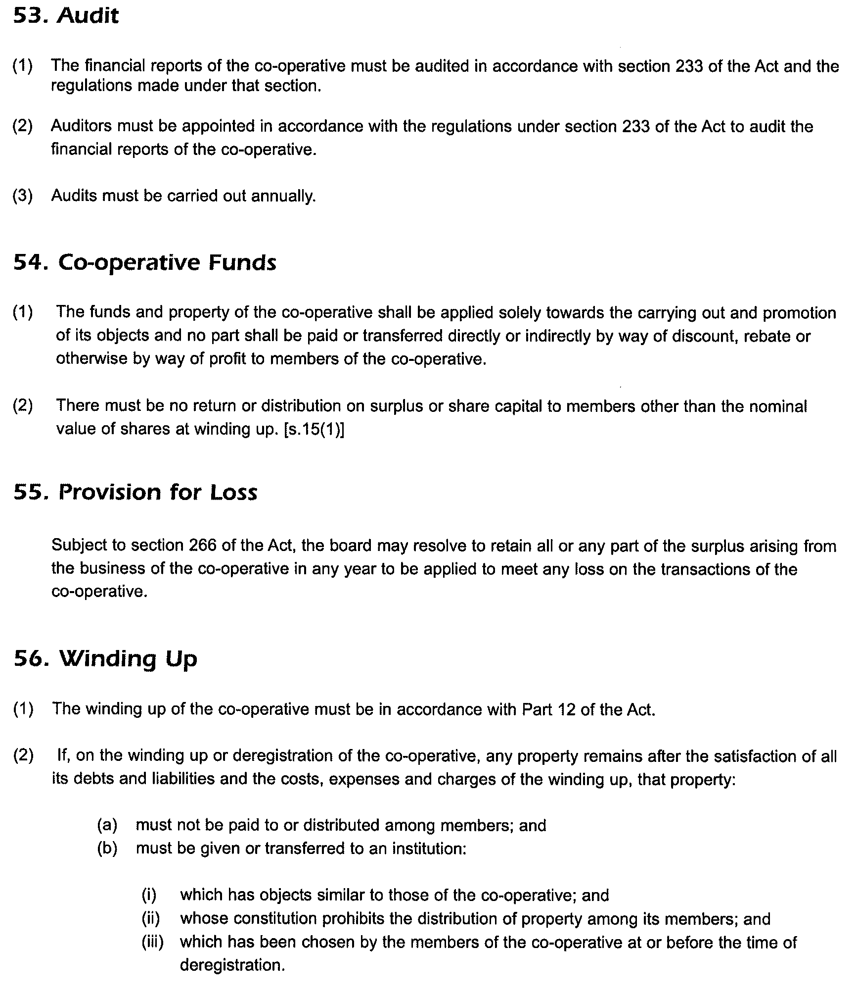 53. Audit
(1) The financial reports of the co-operative must be audited in accordance with section 233 of the Act and the
regulations made under that section.
(2) Auditors must be appointed in accordance with the regulations under section 233 of the Act to audit the
financial reports of the co-operative.
(3) Audits must be carried out annually.
54. Co-operative Funds
(1) The funds and property of the co-operative shall be applied solely towards the carrying out and promotion
of its objects and no part shall be paid or transferred directly or indirectly by way of discount, rebate or
otherwise by way of profit to members of the co-operative.
(2) There must be no return or distribution on surplus or share capital to members other than the nominal
value of shares at winding up. [s.15(1)]
55. Provision for Loss
Subject to section 266 of the Act, the board may resolve to retain all or any part of the surplus arising from
the business of the co-operative in any year to be applied to meet any loss on the transactions of the
co-operative.
56. Winding Up
(1) The winding up of the co-operative must be in accordance with Part 12 of the Act.
(2) If, on the winding up or deregistration of the co-operative, any property remains after the satisfaction of all
its debts and liabilities and the costs, expenses and charges of the winding up, that property:
(a) must not be paid to or distributed among members; and
(b) must be given or transferred to an institution:
(i) which has objects similar to those of the co-operative; and
(ii) whose constitution prohibits the distribution of property among its members; and
(iii) which has been chosen by the members of the co-operative at or before the time of
deregistration.